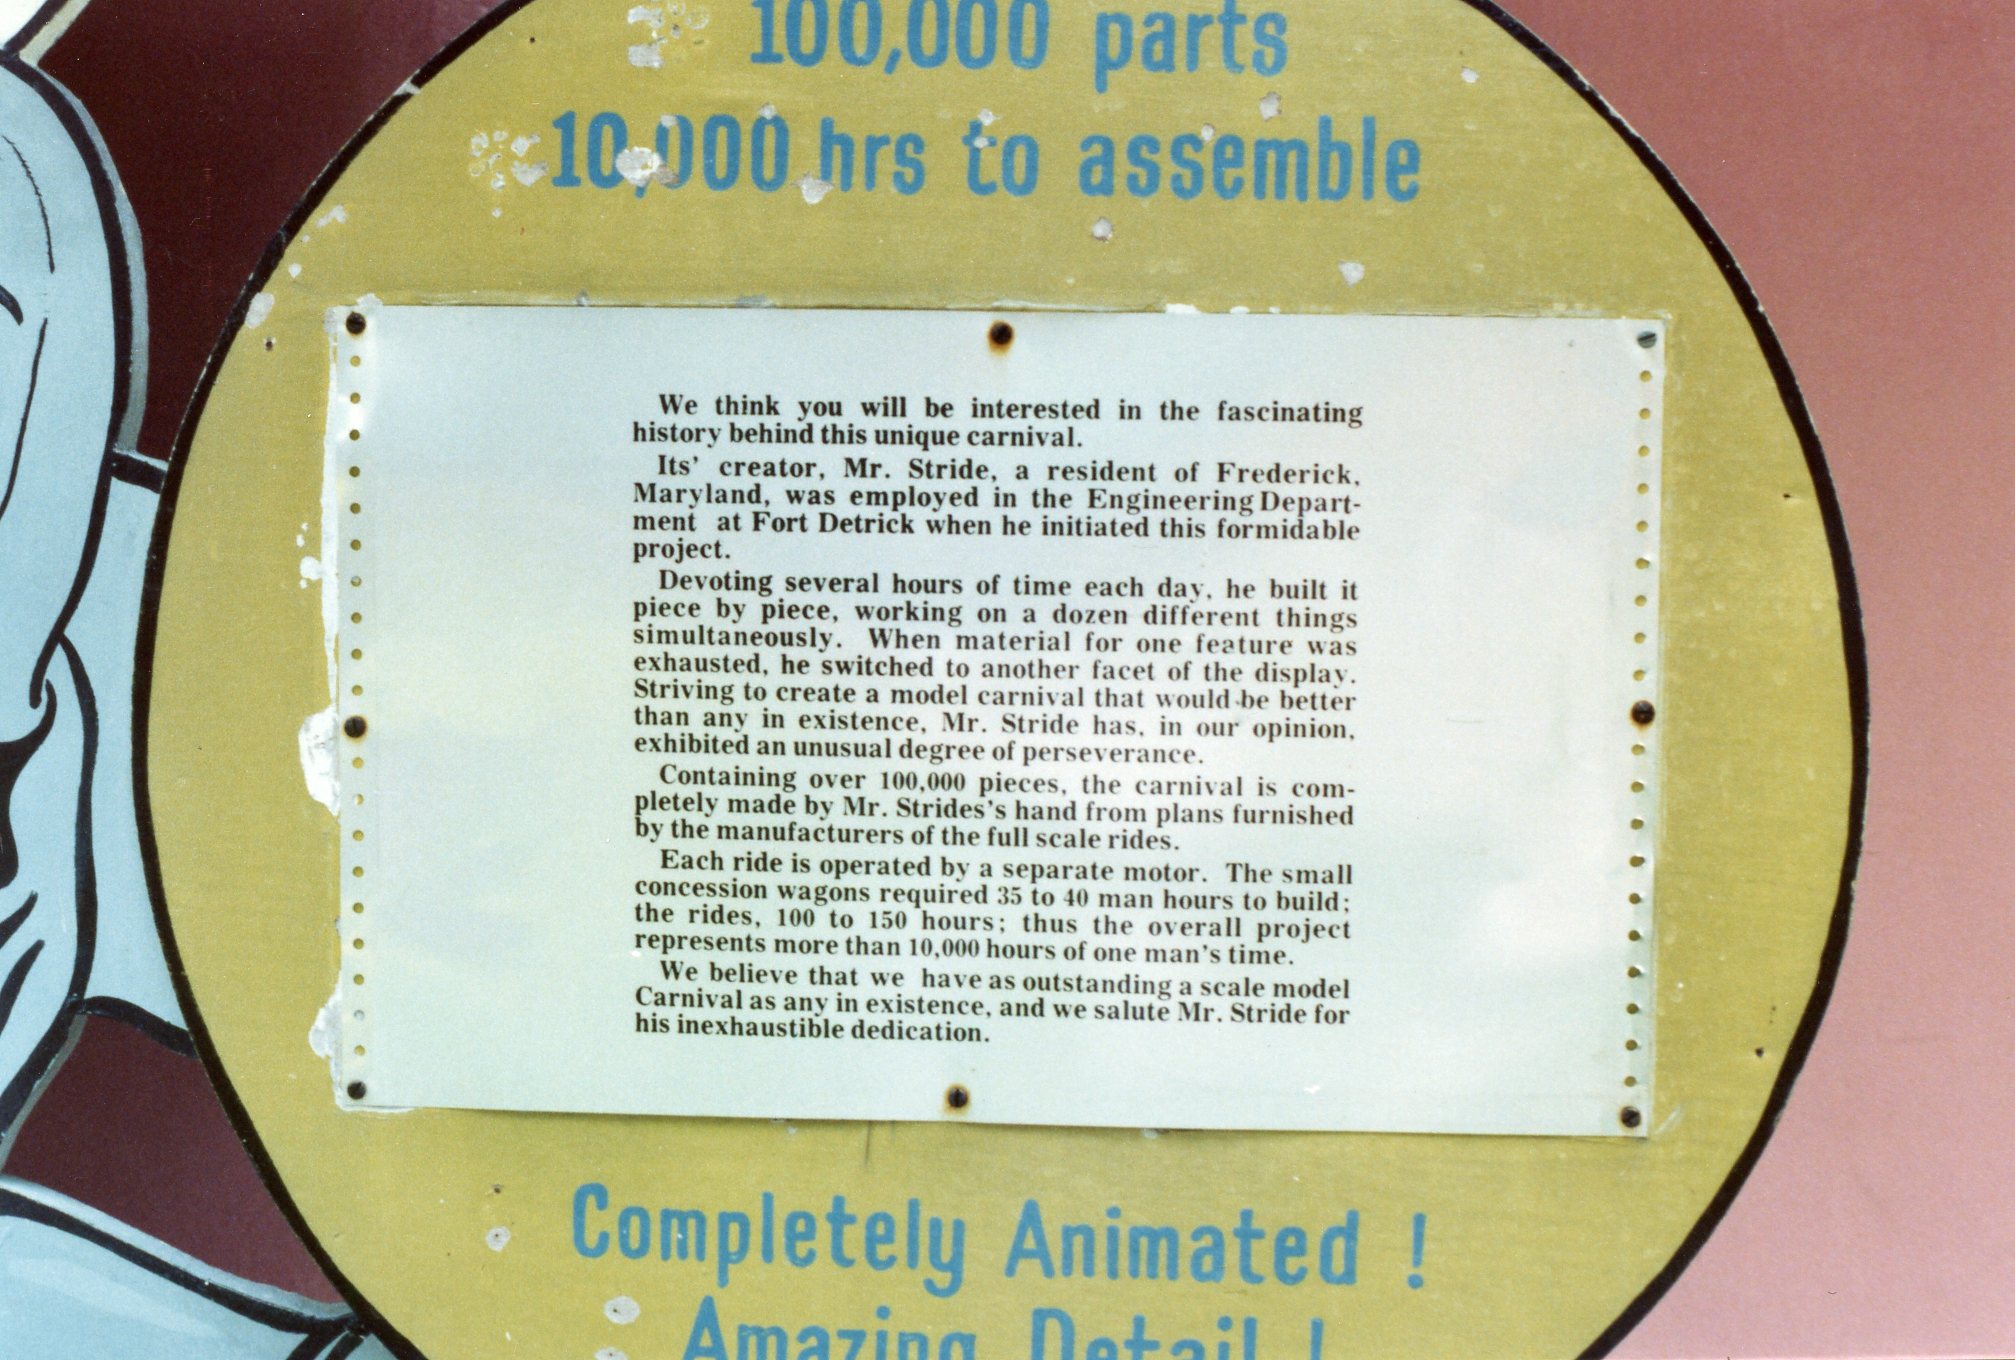 100,000 parts
10,000 hrs to assemble
We think you will be interested in the fascinating
history behind this unique carnival.
Its' creator, Mr. Stride, a resident of Frederick,
Maryland, was employed in the Engineering Depart-
ment at Fort Detrick when he initiated this formidable
project.
Devoting several hours of time each day, he built it
piece by piece, working on a dozen different things
simultaneously. When material for one feature was
exhausted, he switched to another facet of the display.
Striving to create a model carnival that would be better
than any in existence, Mr. Stride has, in our opinion,
exhibited an unusual degree of perseverance.
Containing over 100,000 pieces, the carnival is com-
pletely made by Mr. Strides's hand from plans furnished
by the manufacturers of the full scale rides.
Each ride is operated by a separate motor. The small
concession wagons required 35 to 40 man hours to build;
the rides, 100 to 150 hours; thus the overall project
represents more than 10,000 hours of one man's time.
We believe that we have as outstanding a scale model
Carnival as any in existence, and we salute Mr. Stride for
his inexhaustible dedication.
Completely Animated !
Amazing Detail !